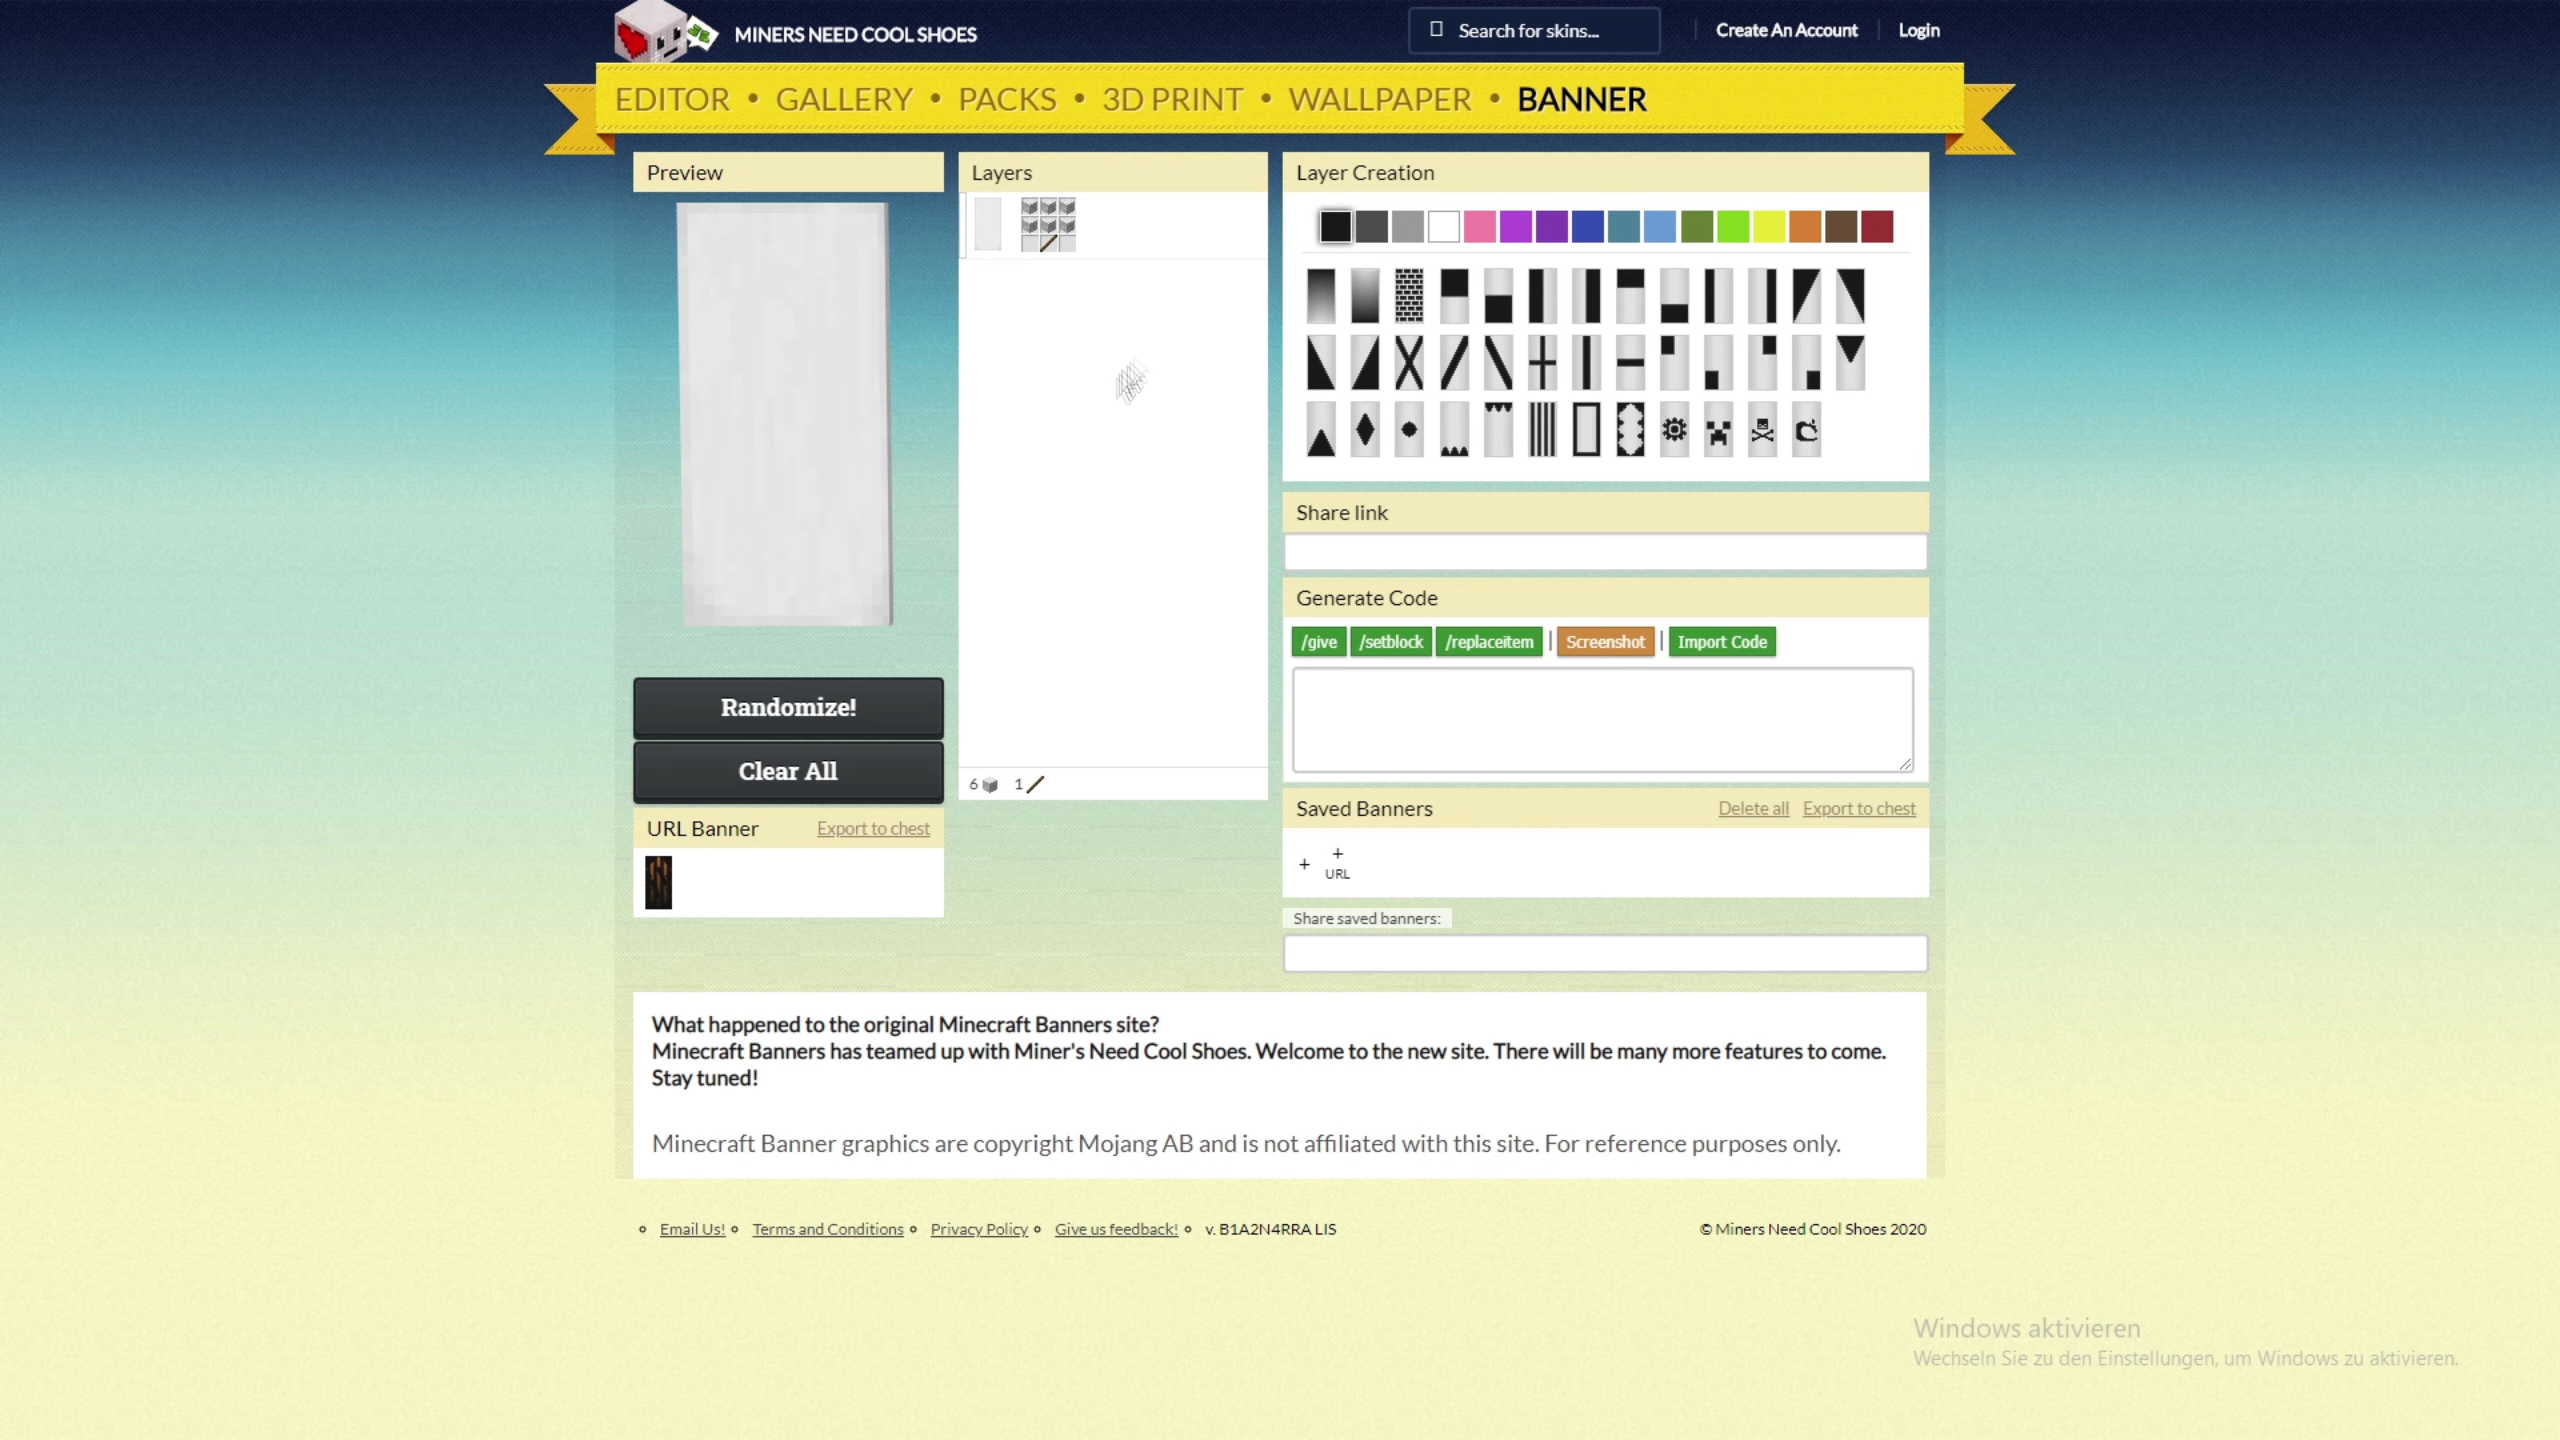 MINERS NEED COOL SHOES
Search for skins...
Create An Account
Login
EDITOR • GALLERY • PACKS • 3D PRINT • WALLPAPER • BANNER
Preview
Layers
Layer Creation
Share link
Generate Code
/give
/setblock
/replaceitem
|
Screenshot
|
Import Code
Randomize!
Clear All
6
1
URL Banner
Export to chest
Saved Banners
Delete all
Export to chest
+
+
URL
Share saved banners:
What happened to the original Minecraft Banners site?
Minecraft Banners has teamed up with Miner's Need Cool Shoes. Welcome to the new site. There will be many more features to come.
Stay tuned!
Minecraft Banner graphics are copyright Mojang AB and is not affiliated with this site. For reference purposes only.
Email Us!
Terms and Conditions
Privacy Policy
Give us feedback!
v. B1A2N4RRA LIS
© Miners Need Cool Shoes 2020
Windows aktivieren
Wechseln Sie zu den Einstellungen, um Windows zu aktivieren.